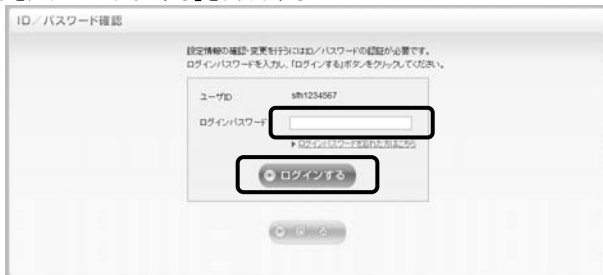 ID／パスワード確認
設定情報の確認・変更を行うにはID／パスワードの認証が必要です。
ログインパスワードを入力し、「ログインする」ボタンをクリックしてください。
ユーザID sfh1234567
ログインパスワード
ログインパスワードを忘れた方はこちら
ログインする
戻る